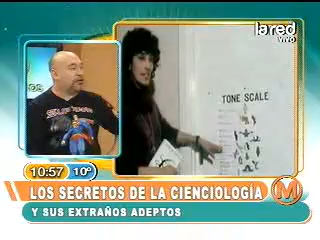 la red
vivo
TONE SCALE
10:57 10°
LOS SECRETOS DE LA CIENCIOLOGÍA
M
Y SUS EXTRAÑOS ADEPTOS